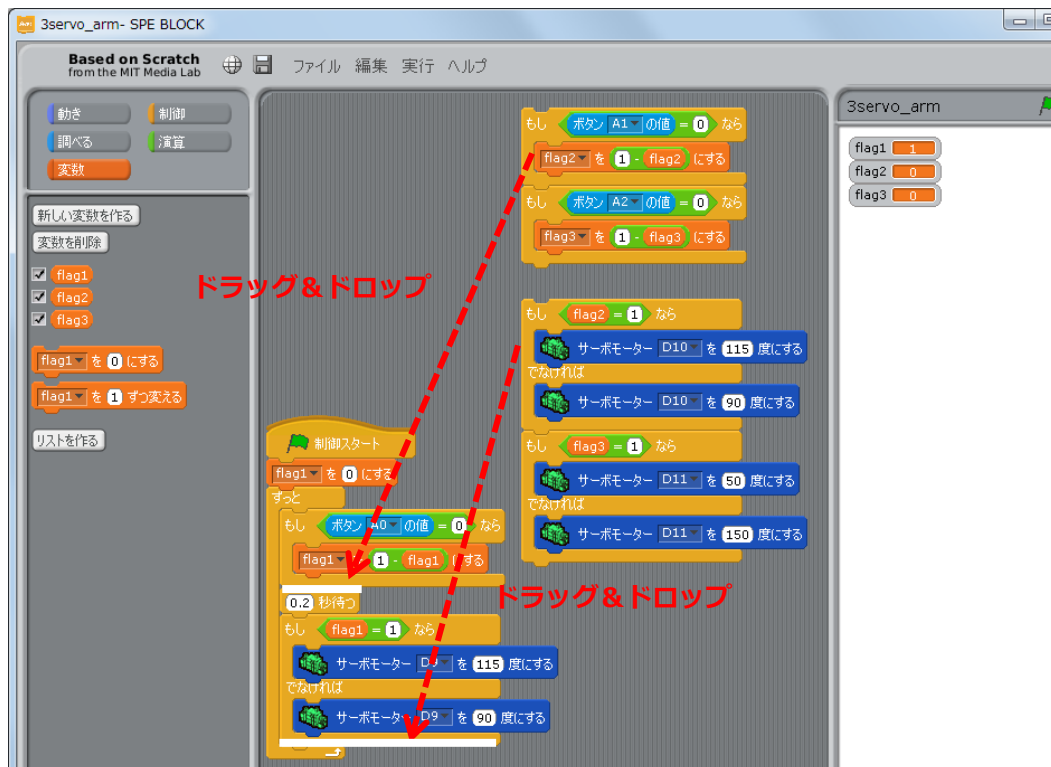 3servo_arm- SPE BLOCK
Based on Scratch
from the MIT Media Lab
ファイル 編集 実行 ヘルプ
動き
制御
調べる
演算
変数
新しい変数を作る
変数を削除
flag1
flag2
flag3
flag1 を 0 にする
flag1 を 1 ずつ変える
リストを作る
もし ボタン A1 の値 = 0 なら
flag2 を 1 - flag2 にする
もし ボタン A2 の値 = 0 なら
flag3 を 1 - flag3 にする
ドラッグ&ドロップ
もし flag2 = 1 なら
サーボモーター D10 を 115 度にする
でなければ
サーボモーター D10 を 90 度にする
もし flag3 = 1 なら
サーボモーター D11 を 50 度にする
でなければ
サーボモーター D11 を 150 度にする
制御スタート
flag1 を 0 にする
ずっと
もし ボタン A0 の値 = 0 なら
flag1 1 - flag1 にする
ドラッグ&ドロップ
0.2 秒待つ
もし flag1 = 1 なら
サーボモーター D9 を 115 度にする
でなければ
サーボモーター D9 を 90 度にする
3servo_arm
flag1 1
flag2 0
flag3 0